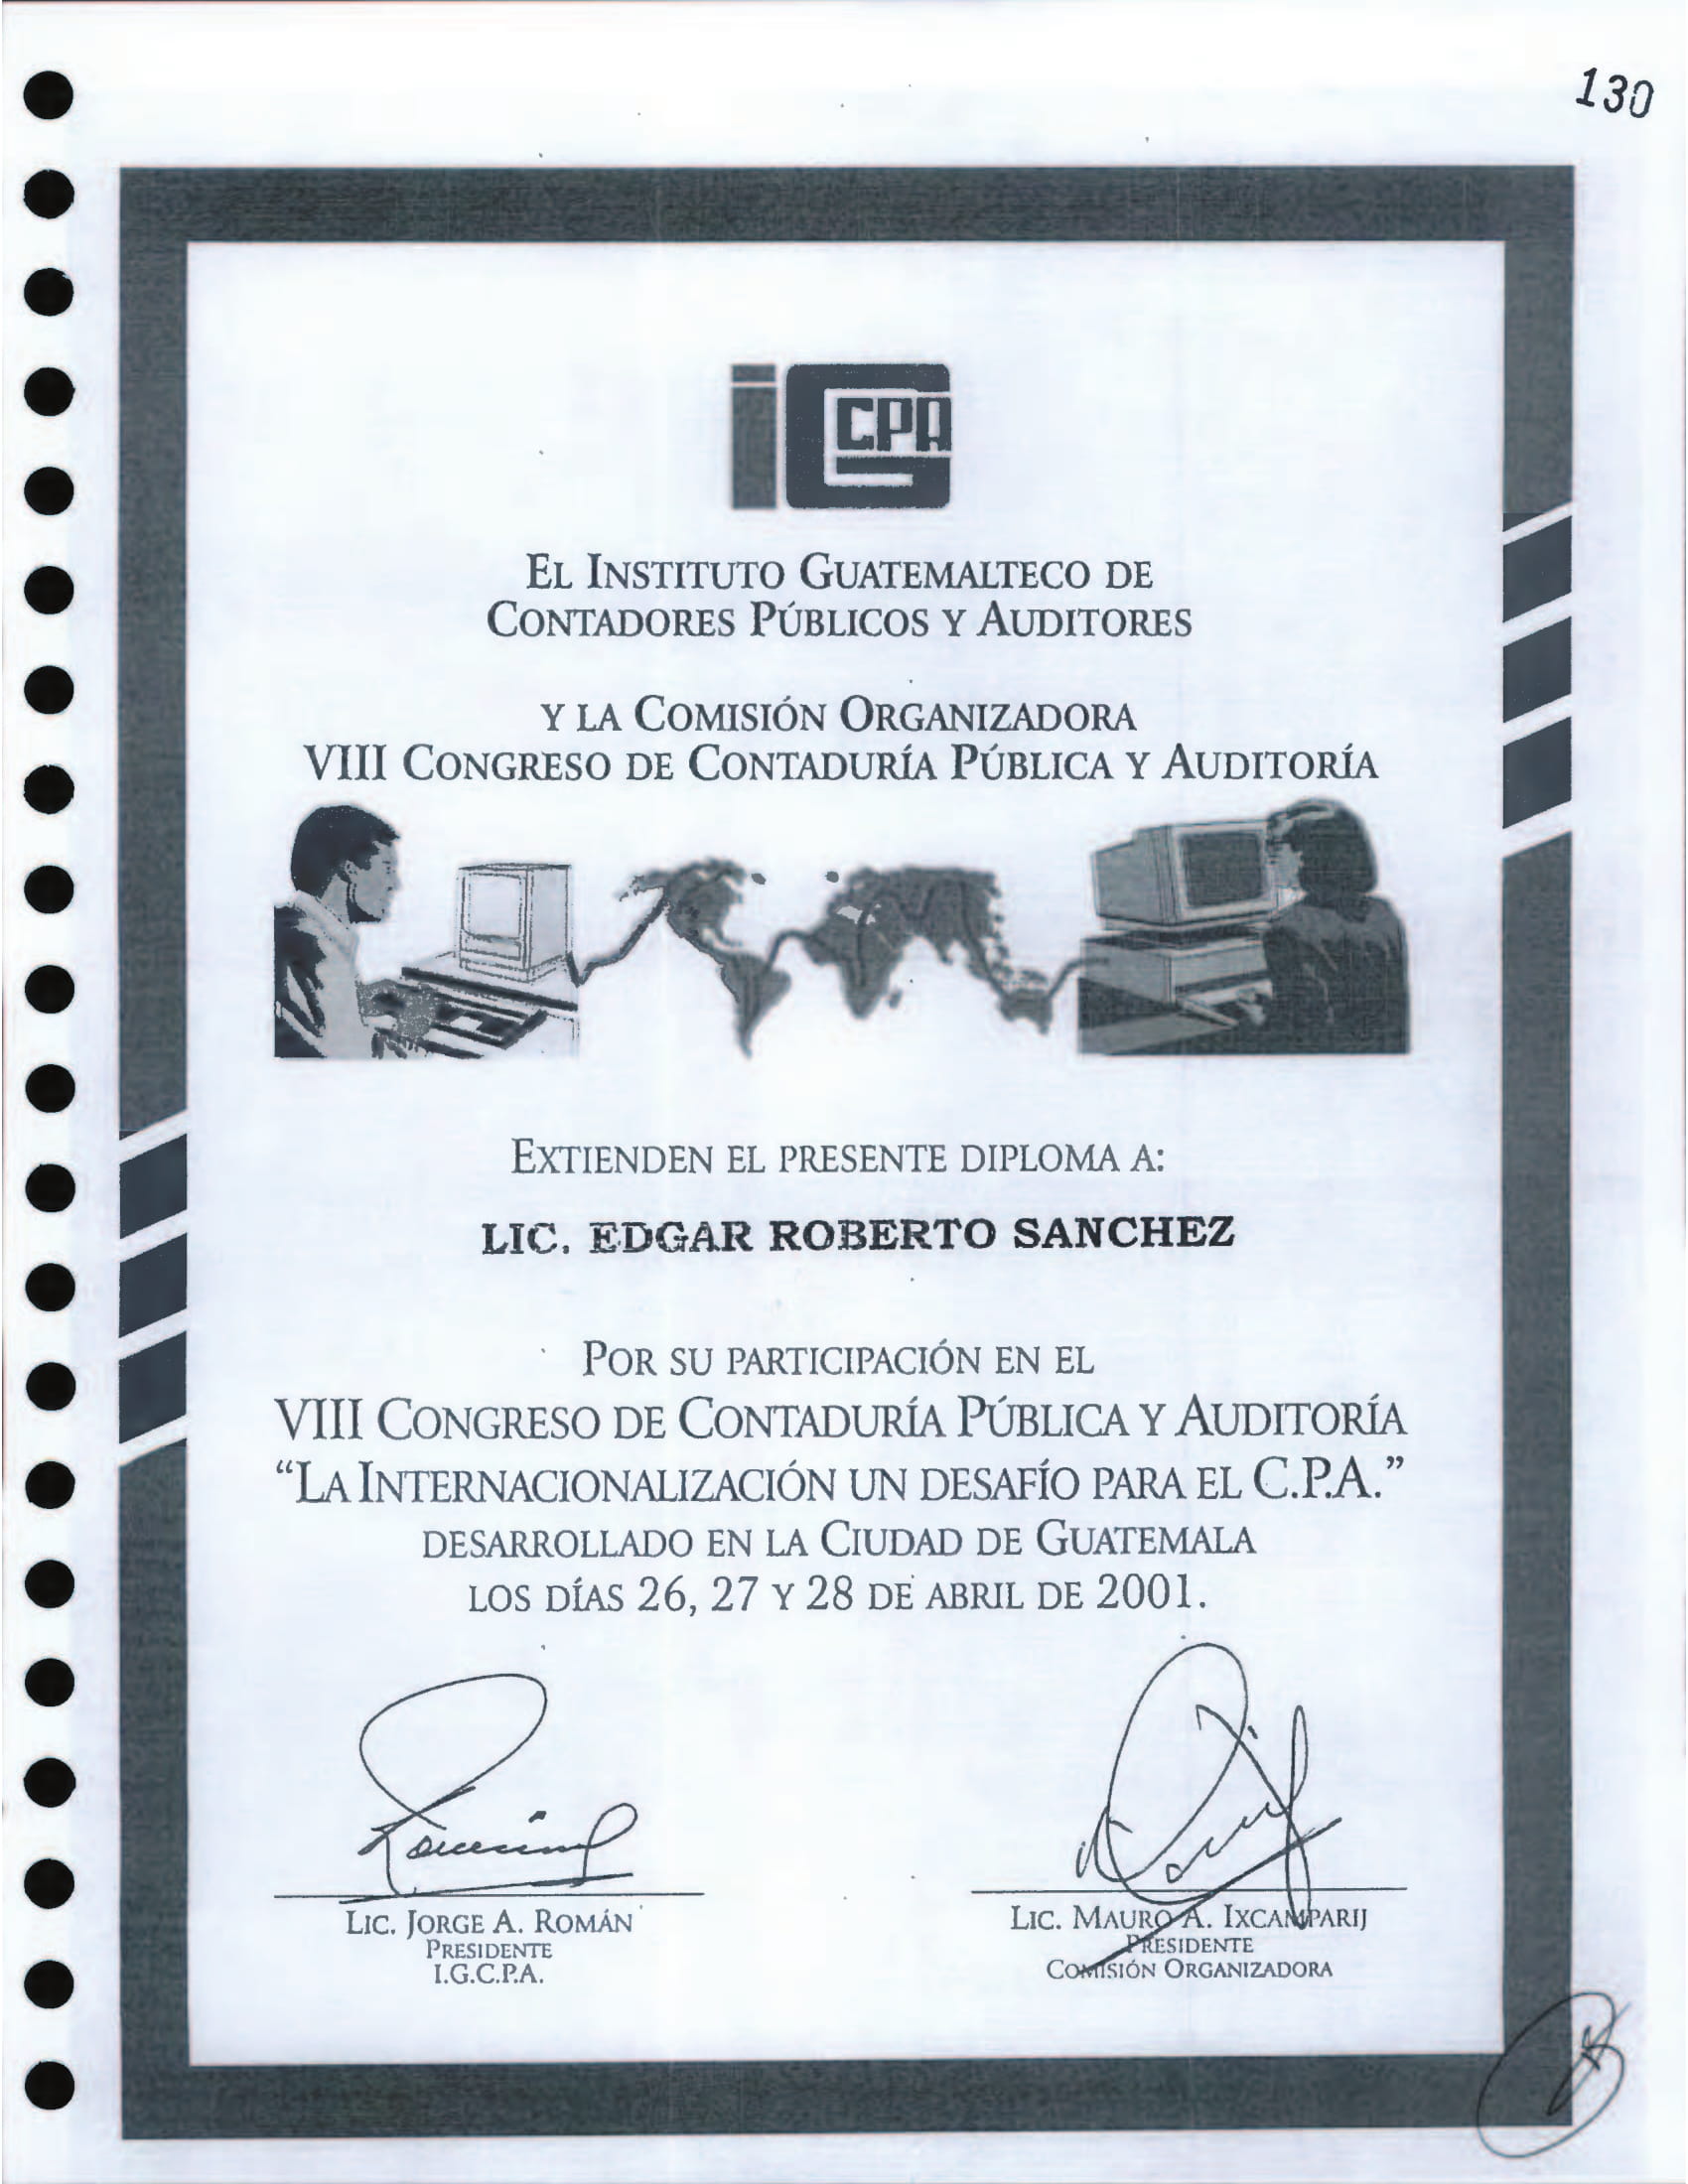 130
iG CPA
EL INSTITUTO GUATEMALTECO DE
CONTADORES PÚBLICOS Y AUDITORES
Y LA COMISIÓN ORGANIZADORA
VIII CONGRESO DE CONTADURÍA PÚBLICA Y AUDITORÍA
EXTIENDEN EL PRESENTE DIPLOMA A:
LIC. EDGAR ROBERTO SANCHEZ
POR SU PARTICIPACIÓN EN EL
VIII CONGRESO DE CONTADURÍA PÚBLICA Y AUDITORÍA
“LA INTERNACIONALIZACIÓN UN DESAFÍO PARA EL C.P.A.”
DESARROLLADO EN LA CIUDAD DE GUATEMALA
LOS DÍAS 26, 27 Y 28 DE ABRIL DE 2001.
LIC. JORGE A. ROMÁN
PRESIDENTE
I.G.C.P.A.
LIC. MAURO A. IXCAMPARIJ
PRESIDENTE
COMISIÓN ORGANIZADORA